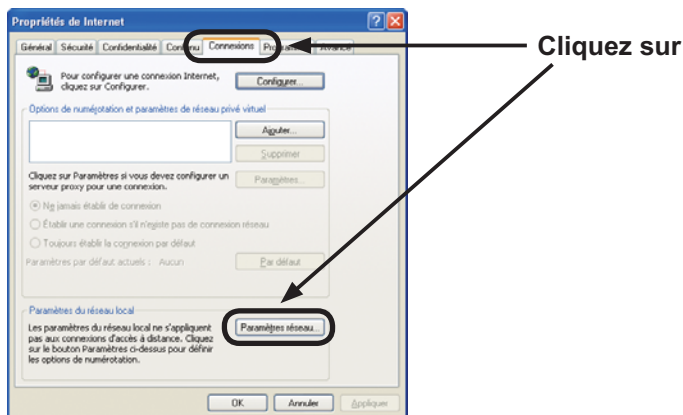 Propriétés de Internet
Général Sécurité Confidentialité Contenu Connexions Avancé
Cliquez sur
Pour configurer une connexion Internet,
cliquez sur Configurer.
Configurer...
Options de numérotation et paramètres de réseau privé virtuel
Ajouter...
Supprimer
Cliquez sur Paramètres si vous devez configurer un
serveur proxy pour une connexion.
Paramètres...
Ne jamais établir de connexion
Établir une connexion s'il n'existe pas de connexion réseau
Toujours établir la connexion par défaut
Paramètres par défaut actuels : Aucun
Par défaut
Paramètres du réseau local
Les paramètres du réseau local ne s'appliquent
pas aux connexions d'accès à distance. Cliquez
sur le bouton Paramètres ci-dessus pour définir
les options de numérotation.
Paramètres réseau...
OK Annuler Appliquer